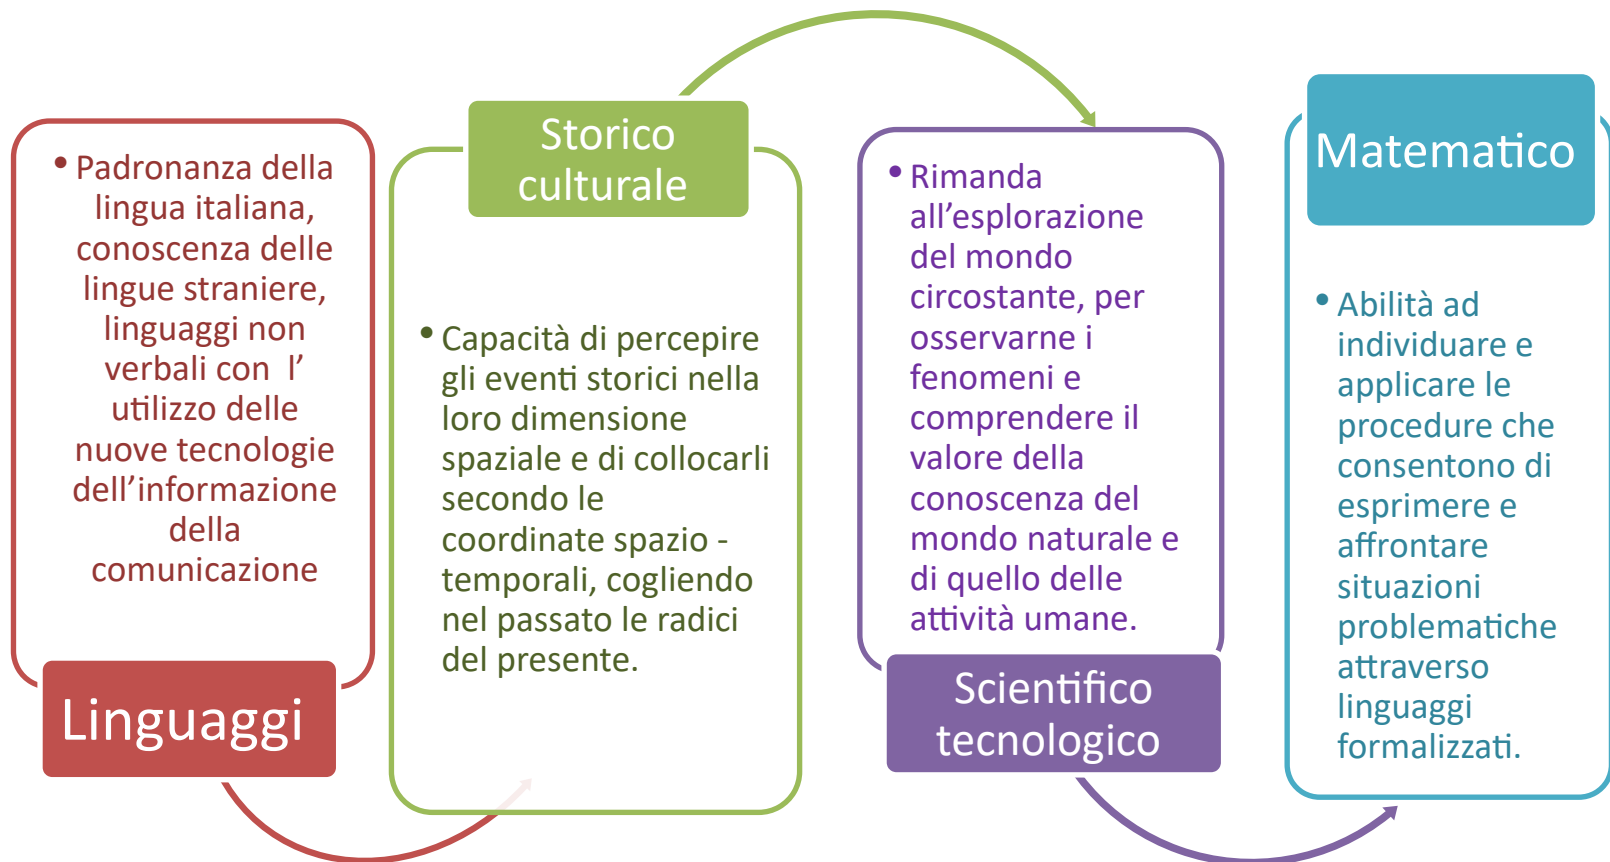 • Padronanza della
lingua italiana,
conoscenza delle
lingue straniere,
linguaggi non
verbali con l’
utilizzo delle
nuove tecnologie
dell’informazione
della
comunicazione
Linguaggi
Storico
culturale
• Capacità di percepire
gli eventi storici nella
loro dimensione
spaziale e di collocarli
secondo le
coordinate spazio -
temporali, cogliendo
nel passato le radici
del presente.
• Rimanda
all’esplorazione
del mondo
circostante, per
osservarne i
fenomeni e
comprendere il
valore della
conoscenza del
mondo naturale e
di quello delle
attività umane.
Scientifico
tecnologico
Matematico
• Abilità ad
individuare e
applicare le
procedure che
consentono di
esprimere e
affrontare
situazioni
problematiche
attraverso
linguaggi
formalizzati.